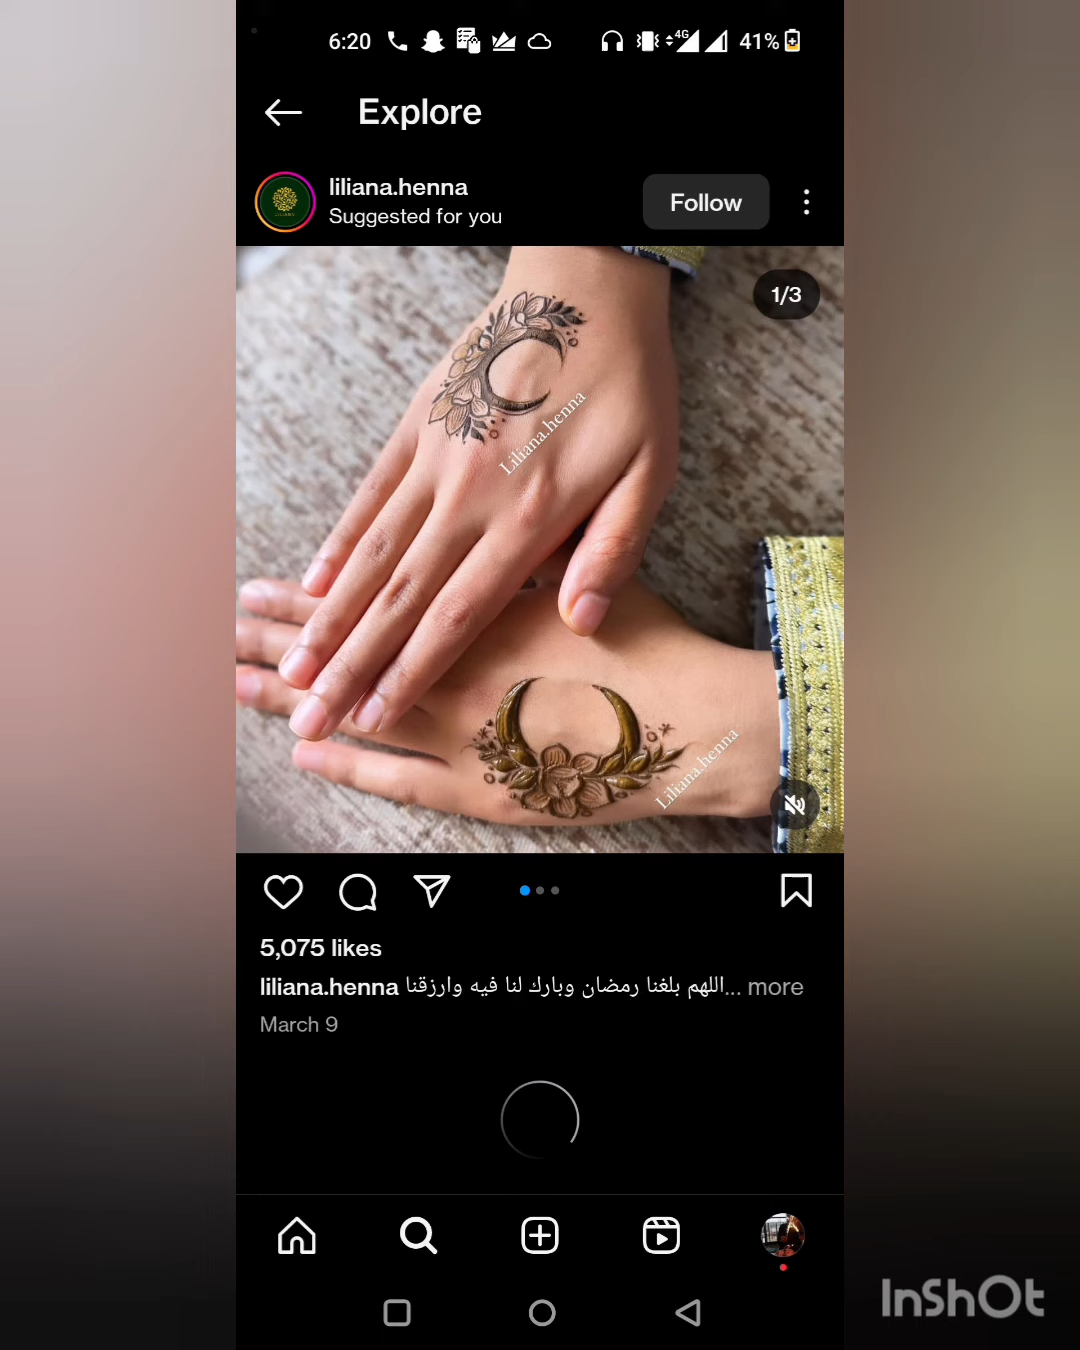 6:20 4G 41%
Explore
liliana.henna
Suggested for you
Follow
1/3
Liliana.henna
Liliana.henna
5,075 likes
liliana.henna اللهم بلغنا رمضان وبارك لنا فيه وارزقنا... more
March 9
InShOt